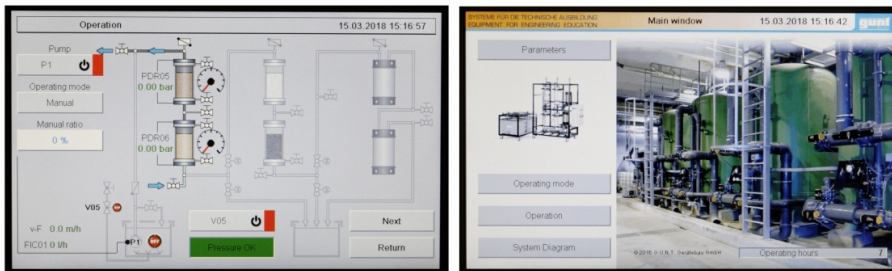 Operation
15.03.2018 15:16:57
Pump
P1
Operating mode
Manual
Manual ratio
0 %
PDR05
0.00 bar
PDR06
0.00 bar
V05
OFF
v-F 0.0 m/h
FIC01 0 l/h
P1
OFF
V05
Pressure OK
Next
Return
SYSTEME FÜR DIE TECHNISCHE AUSBILDUNG
EQUIPMENT FOR ENGINEERING EDUCATION
Main window
15.03.2018 15:16:42
gunt
Parameters
Operating mode
Operation
System Diagram
Operating hours
7